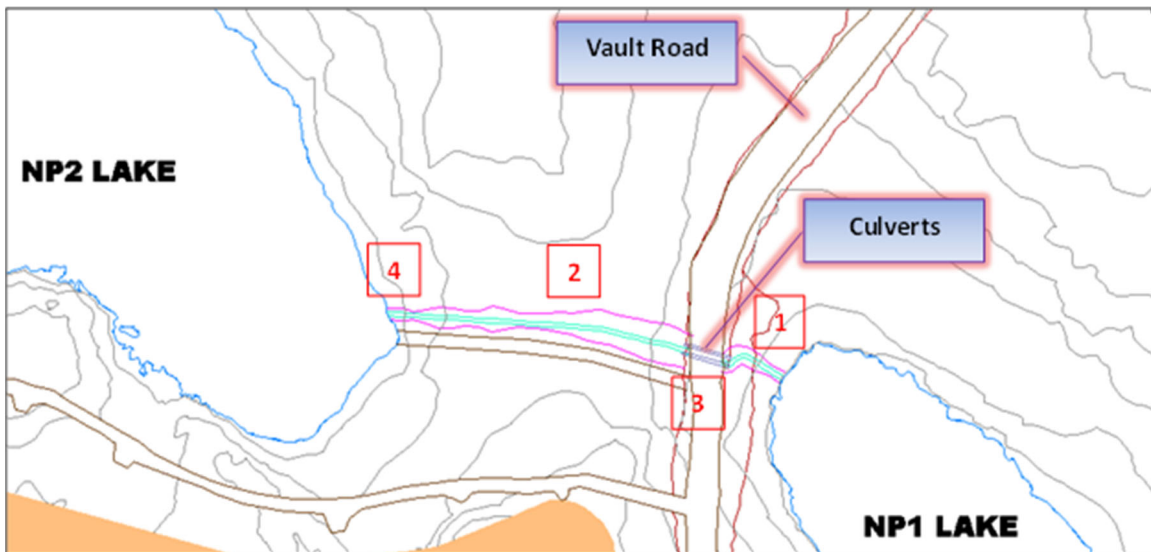 Vault Road
NP2 LAKE
Culverts
4
2
1
3
NP1 LAKE